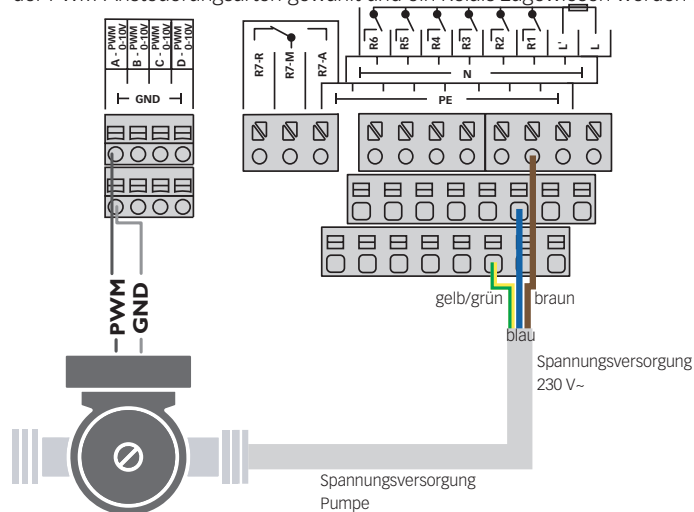 der PWM-Ansteuerungsarten gewählt und ein Relais zugewiesen werden
PWM
A - 0-10V
PWM
B - 0-10V
PWM
C - 0-10V
PWM
D - 0-10V
GND
R7-R
R7-M
R7-A
R6
R5
R4
R3
R2
R1
L'
L
N
PE
PWM
GND
gelb/grün
braun
blau
Spannungsversorgung
230 V~
Spannungsversorgung
Pumpe